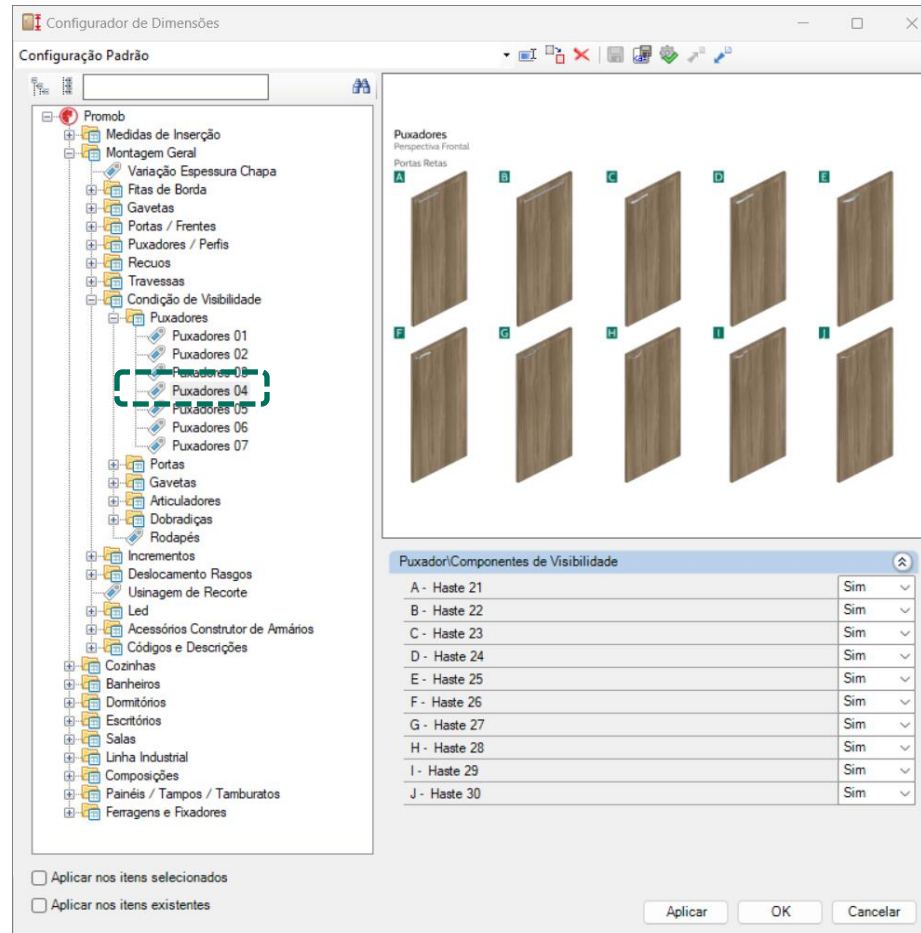 Configurador de Dimensões
Configuração Padrão
Promob
Medidas de Inserção
Montagem Geral
Variação Espessura Chapa
Fitas de Borda
Gavetas
Portas / Frentes
Puxadores / Perfis
Recuos
Travessas
Condição de Visibilidade
Puxadores
Puxadores 01
Puxadores 02
Puxadores 03
Puxadores 04
Puxadores 05
Puxadores 06
Puxadores 07
Portas
Gavetas
Articuladores
Dobradiças
Rodapés
Incrementos
Deslocamento Rasgos
Usinagem de Recorte
Led
Acessórios Construtor de Armários
Códigos e Descrições
Cozinhas
Banheiros
Dormitórios
Escritórios
Salas
Linha Industrial
Composições
Painéis / Tampos / Tamburatos
Ferragens e Fixadores
Puxadores
Perspectiva Frontal
Portas Retas
A B C D E
F G H I J
Puxador\Componentes de Visibilidade
A - Haste 21 Sim
B - Haste 22 Sim
C - Haste 23 Sim
D - Haste 24 Sim
E - Haste 25 Sim
F - Haste 26 Sim
G - Haste 27 Sim
H - Haste 28 Sim
I - Haste 29 Sim
J - Haste 30 Sim
Aplicar nos itens selecionados
Aplicar nos itens existentes
Aplicar OK Cancelar